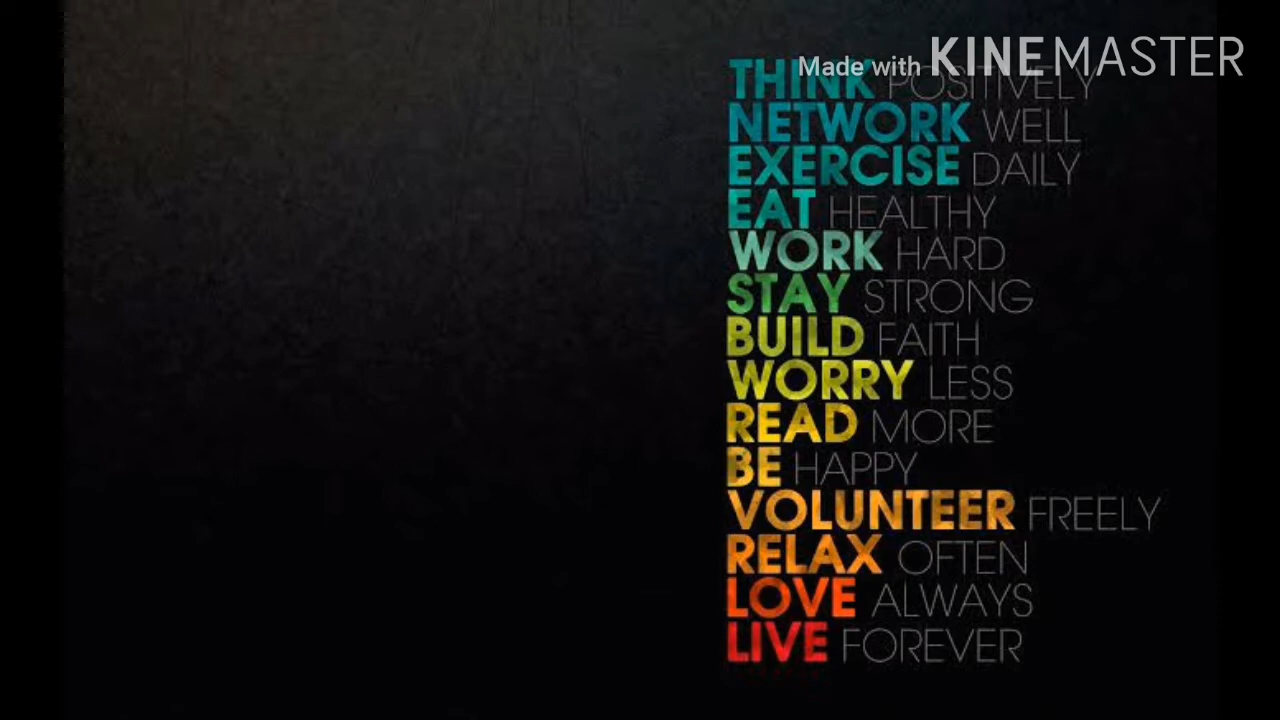 Made with KINEMASTER
THINK POSITIVELY
NETWORK WELL
EXERCISE DAILY
EAT HEALTHY
WORK HARD
STAY STRONG
BUILD FAITH
WORRY LESS
READ MORE
BE HAPPY
VOLUNTEER FREELY
RELAX OFTEN
LOVE ALWAYS
LIVE FOREVER